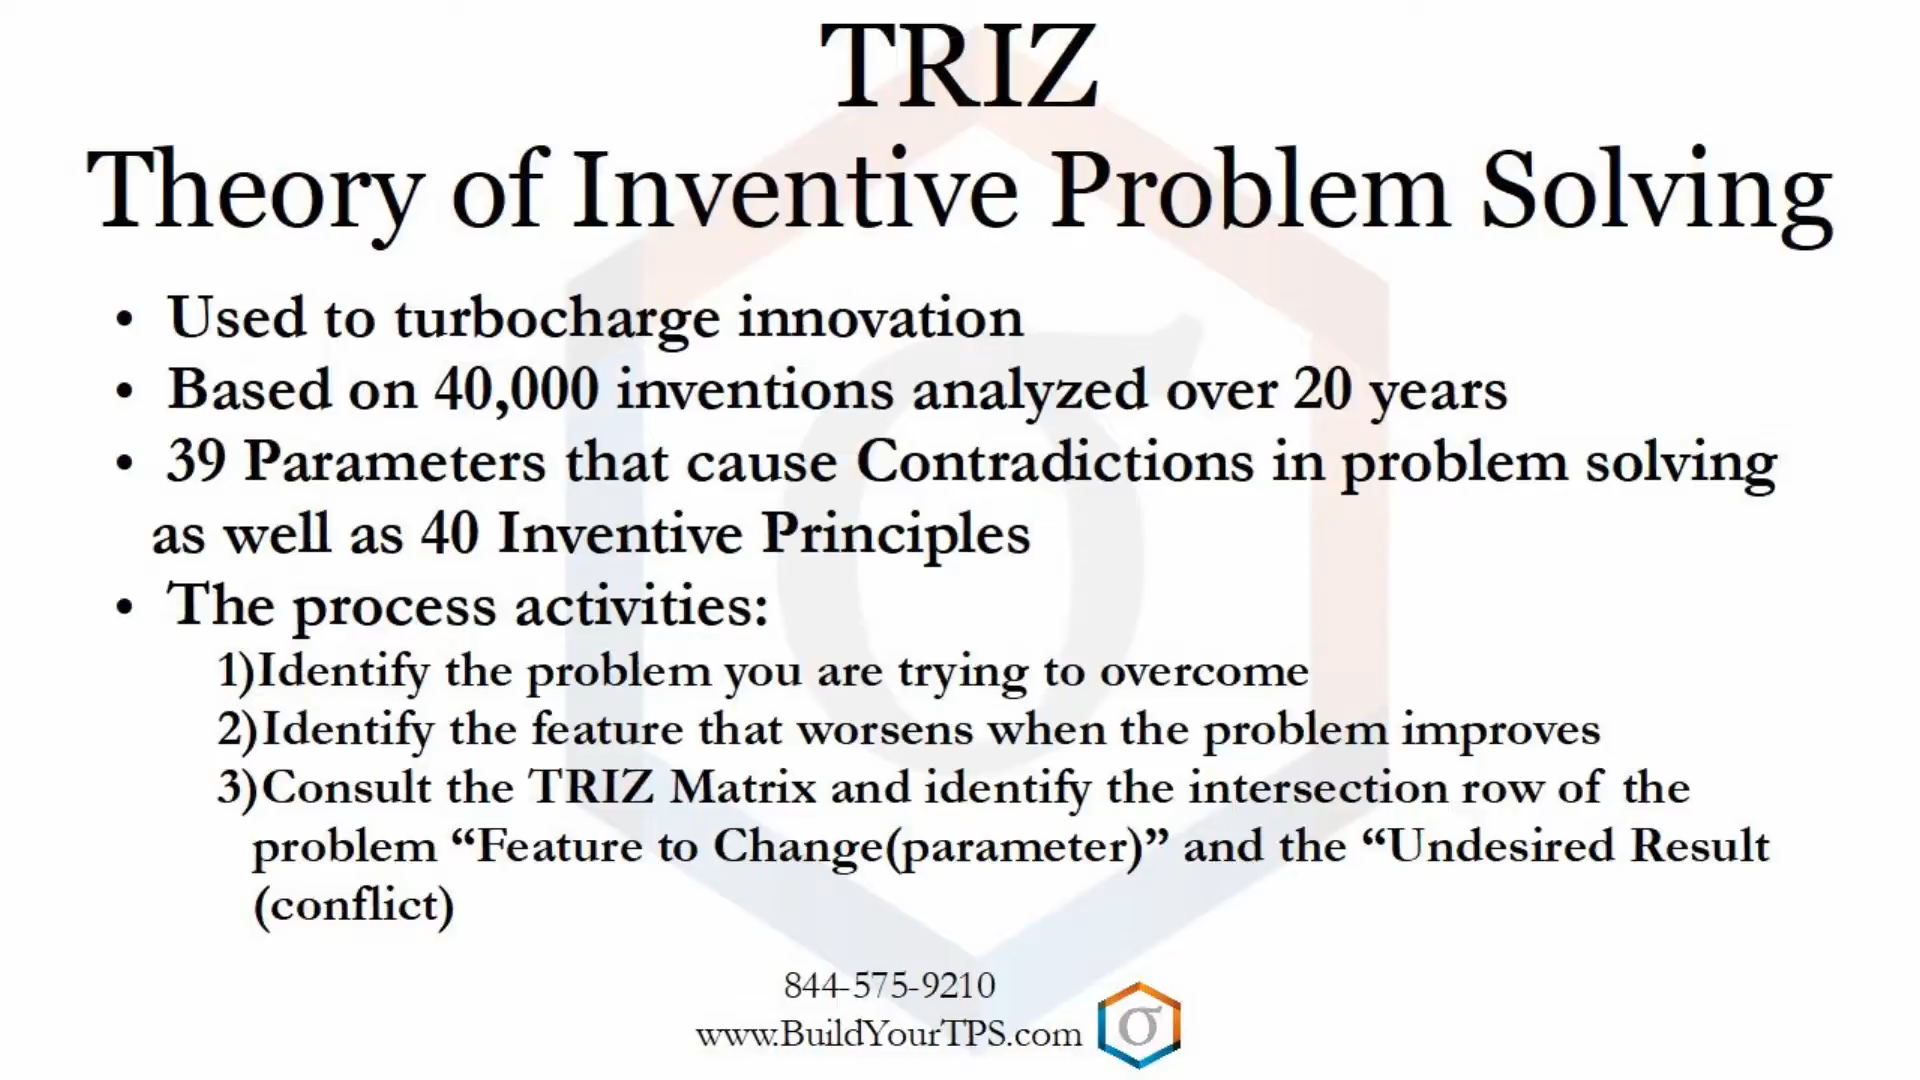 TRIZ
Theory of Inventive Problem Solving
• Used to turbocharge innovation
• Based on 40,000 inventions analyzed over 20 years
• 39 Parameters that cause Contradictions in problem solving
as well as 40 Inventive Principles
• The process activities:
1)Identify the problem you are trying to overcome
2)Identify the feature that worsens when the problem improves
3)Consult the TRIZ Matrix and identify the intersection row of the
problem “Feature to Change(parameter)” and the “Undesired Result
(conflict)
844-575-9210
www.BuildYourTPS.com
σ